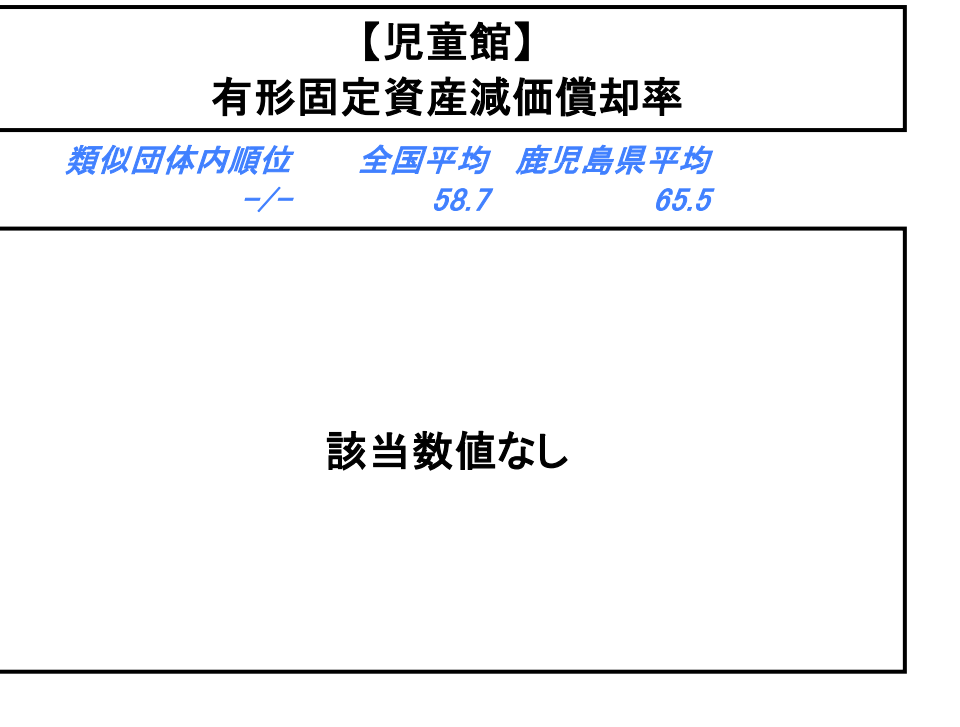 【児童館】
有形固定資産減価償却率
類似団体内順位 全国平均 鹿児島県平均
-/- 58.7 65.5
該当数値なし